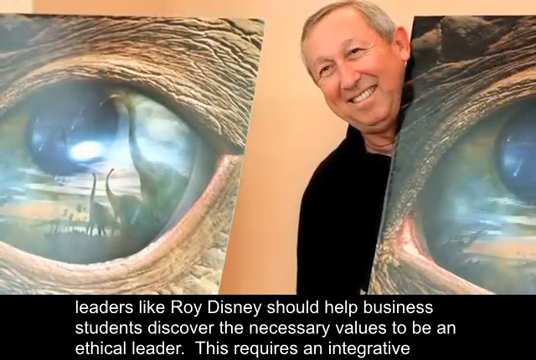 leaders like Roy Disney should help business
students discover the necessary values to be an
ethical leader.  This requires an integrative